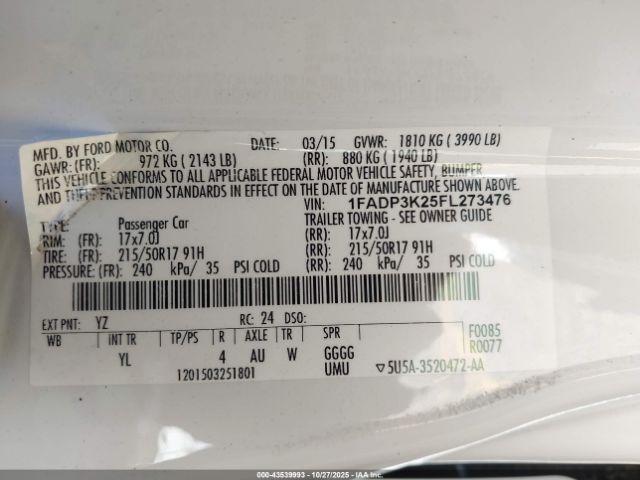 MFD. BY FORD MOTOR CO. DATE: 03/15 GVWR: 1810 KG ( 3990 LB)
GAWR: (FR): 972 KG ( 2143 LB) (RR): 880 KG ( 1940 LB)
THIS VEHICLE CONFORMS TO ALL APPLICABLE FEDERAL MOTOR VEHICLE SAFETY, BUMPER
AND THEFT PREVENTION STANDARDS IN EFFECT ON THE DATE OF MANUFACTURE SHOWN ABOVE.
VIN: 1FADP3K25FL273476
TYPE: Passenger Car TRAILER TOWING - SEE OWNER GUIDE
RIM: (FR): 17x7.0J (RR): 17x7.0J
TIRE: (FR): 215/50R17 91H (RR): 215/50R17 91H
PRESSURE: (FR): 240 kPa/ 35 PSI COLD (RR): 240 kPa/ 35 PSI COLD
EXT PNT: YZ RC: 24 DSO: F0085
WB INT TR TP/PS R AXLE TR SPR R0077
YL 4 AU W GGGG
1201503251801 UMU ▽5U5A-3520472-AA
000-43539993 - 10/27/2025 - IAA Inc.